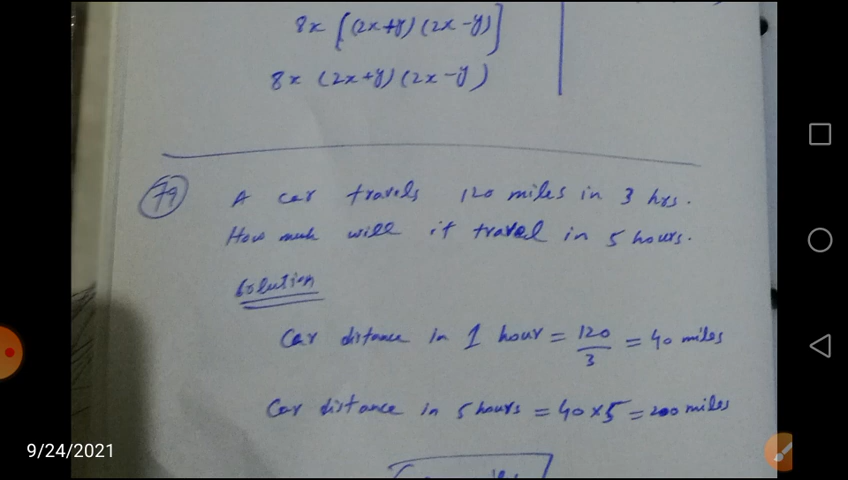 8x [(2x+y) (2x-y)]
8x (2x+y) (2x-y)
79 A car travels 120 miles in 3 hrs.
How much will it travel in 5 hours.
Solution
Car distance in 1 hour = 120/3 = 40 miles
Car distance in 5 hours = 40 x 5 = 200 miles
9/24/2021